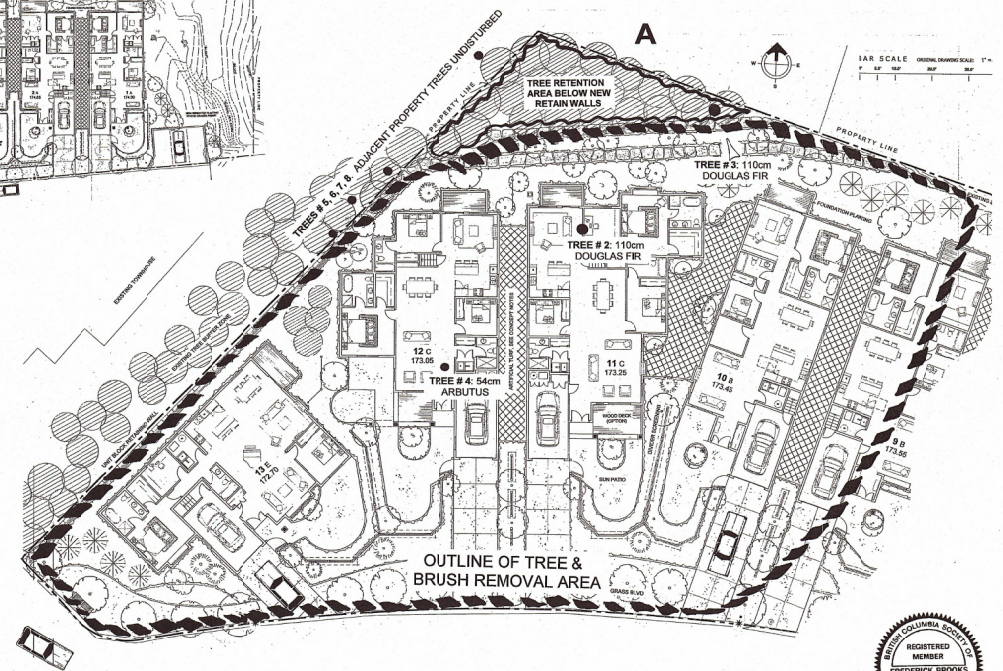 A
TREE RETENTION
AREA BELOW NEW
RETAIN WALLS
PROPERTY LINE
TREES # 5, 6, 7, 8, ADJACENT PROPERTY TREES UNDISTURBED
W
E
S
PROPERTY LINE
TREE # 3: 110cm
DOUGLAS FIR
FOUNDATION PLANTING
TREE # 2: 110cm
DOUGLAS FIR
EXISTING TOWNHOUSE
EXISTING TREE BUFFER ZONE
ARTIFICIAL TURF, SEE CONCEPT NOTES
12 C
173.05
11 C
173.25
10 B
173.45
TREE # 4: 54cm
ARBUTUS
WOOD DECK
(OPTION)
9 B
173.55
13 E
172.70
SUN PATIO
OUTLINE OF TREE &
BRUSH REMOVAL AREA
GRASS BLVD
BRITISH COLUMBIA SOCIETY OF
REGISTERED
MEMBER
FREDERICK BROOKS